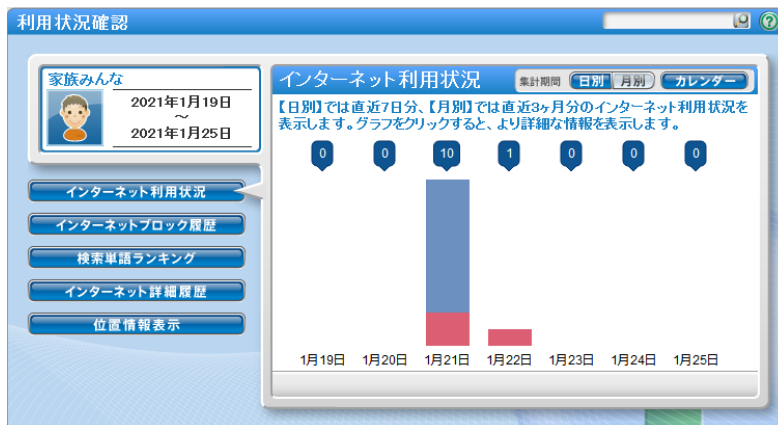 利用状況確認
家族みんな
2021年1月19日
～
2021年1月25日
インターネット利用状況
インターネットブロック履歴
検索単語ランキング
インターネット詳細履歴
位置情報表示
インターネット利用状況
集計期間 日別 月別 カレンダー
【日別】では直近7日分、【月別】では直近3ヶ月分のインターネット利用状況を
表示します。グラフをクリックすると、より詳細な情報を表示します。
0 0 10 1 0 0 0
1月19日 1月20日 1月21日 1月22日 1月23日 1月24日 1月25日